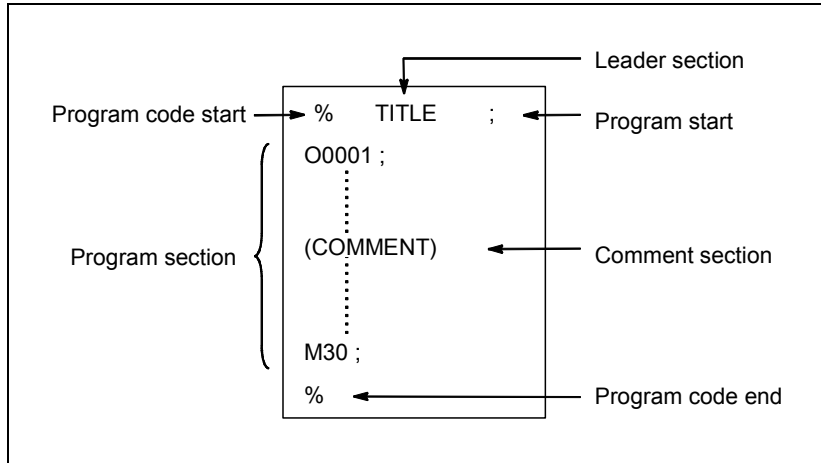 Leader section
Program code start
% TITLE ;
Program start
O0001 ;
Program section
(COMMENT)
Comment section
M30 ;
%
Program code end